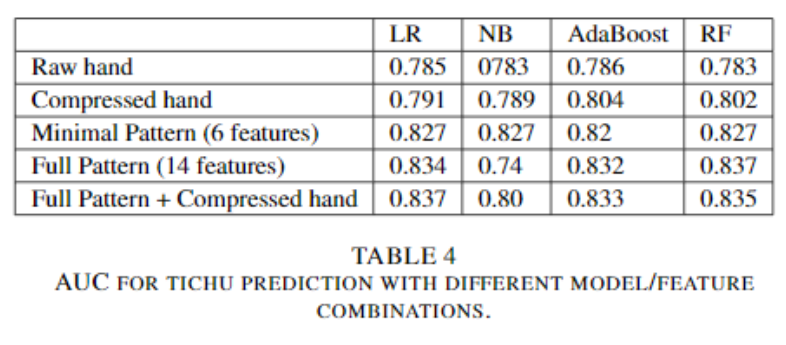 LR NB AdaBoost RF
Raw hand 0.785 0783 0.786 0.783
Compressed hand 0.791 0.789 0.804 0.802
Minimal Pattern (6 features) 0.827 0.827 0.82 0.827
Full Pattern (14 features) 0.834 0.74 0.832 0.837
Full Pattern + Compressed hand 0.837 0.80 0.833 0.835
TABLE 4
AUC FOR TICHU PREDICTION WITH DIFFERENT MODEL/FEATURE
COMBINATIONS.